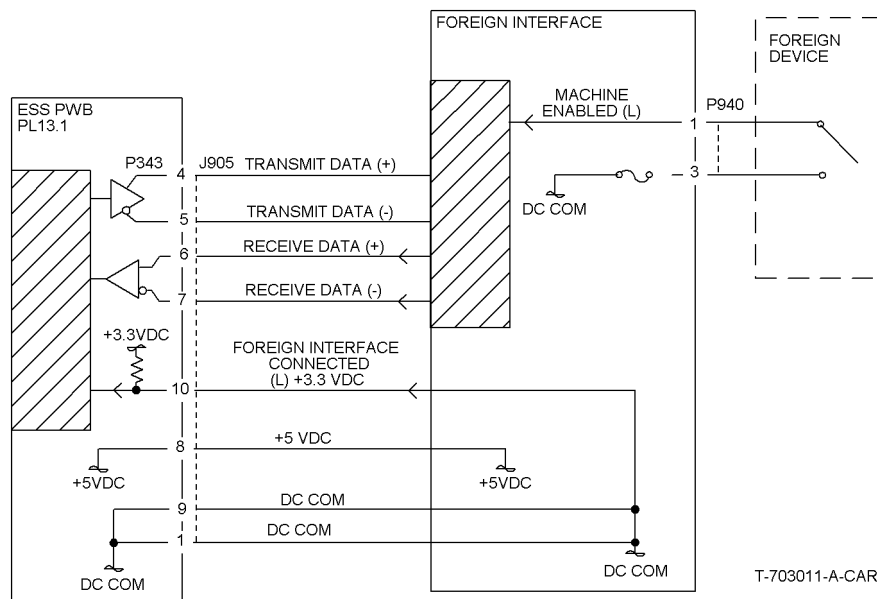 FOREIGN INTERFACE
FOREIGN
DEVICE
MACHINE
ENABLED (L)
P940
1
3
DC COM
ESS PWB
PL13.1
P343
4
J905
TRANSMIT DATA (+)
5
TRANSMIT DATA (-)
6
RECEIVE DATA (+)
7
RECEIVE DATA (-)
+3.3VDC
FOREIGN INTERFACE
CONNECTED
(L) +3.3 VDC
10
8
+5 VDC
+5VDC
+5VDC
9
DC COM
1
DC COM
DC COM
DC COM
T-703011-A-CAR